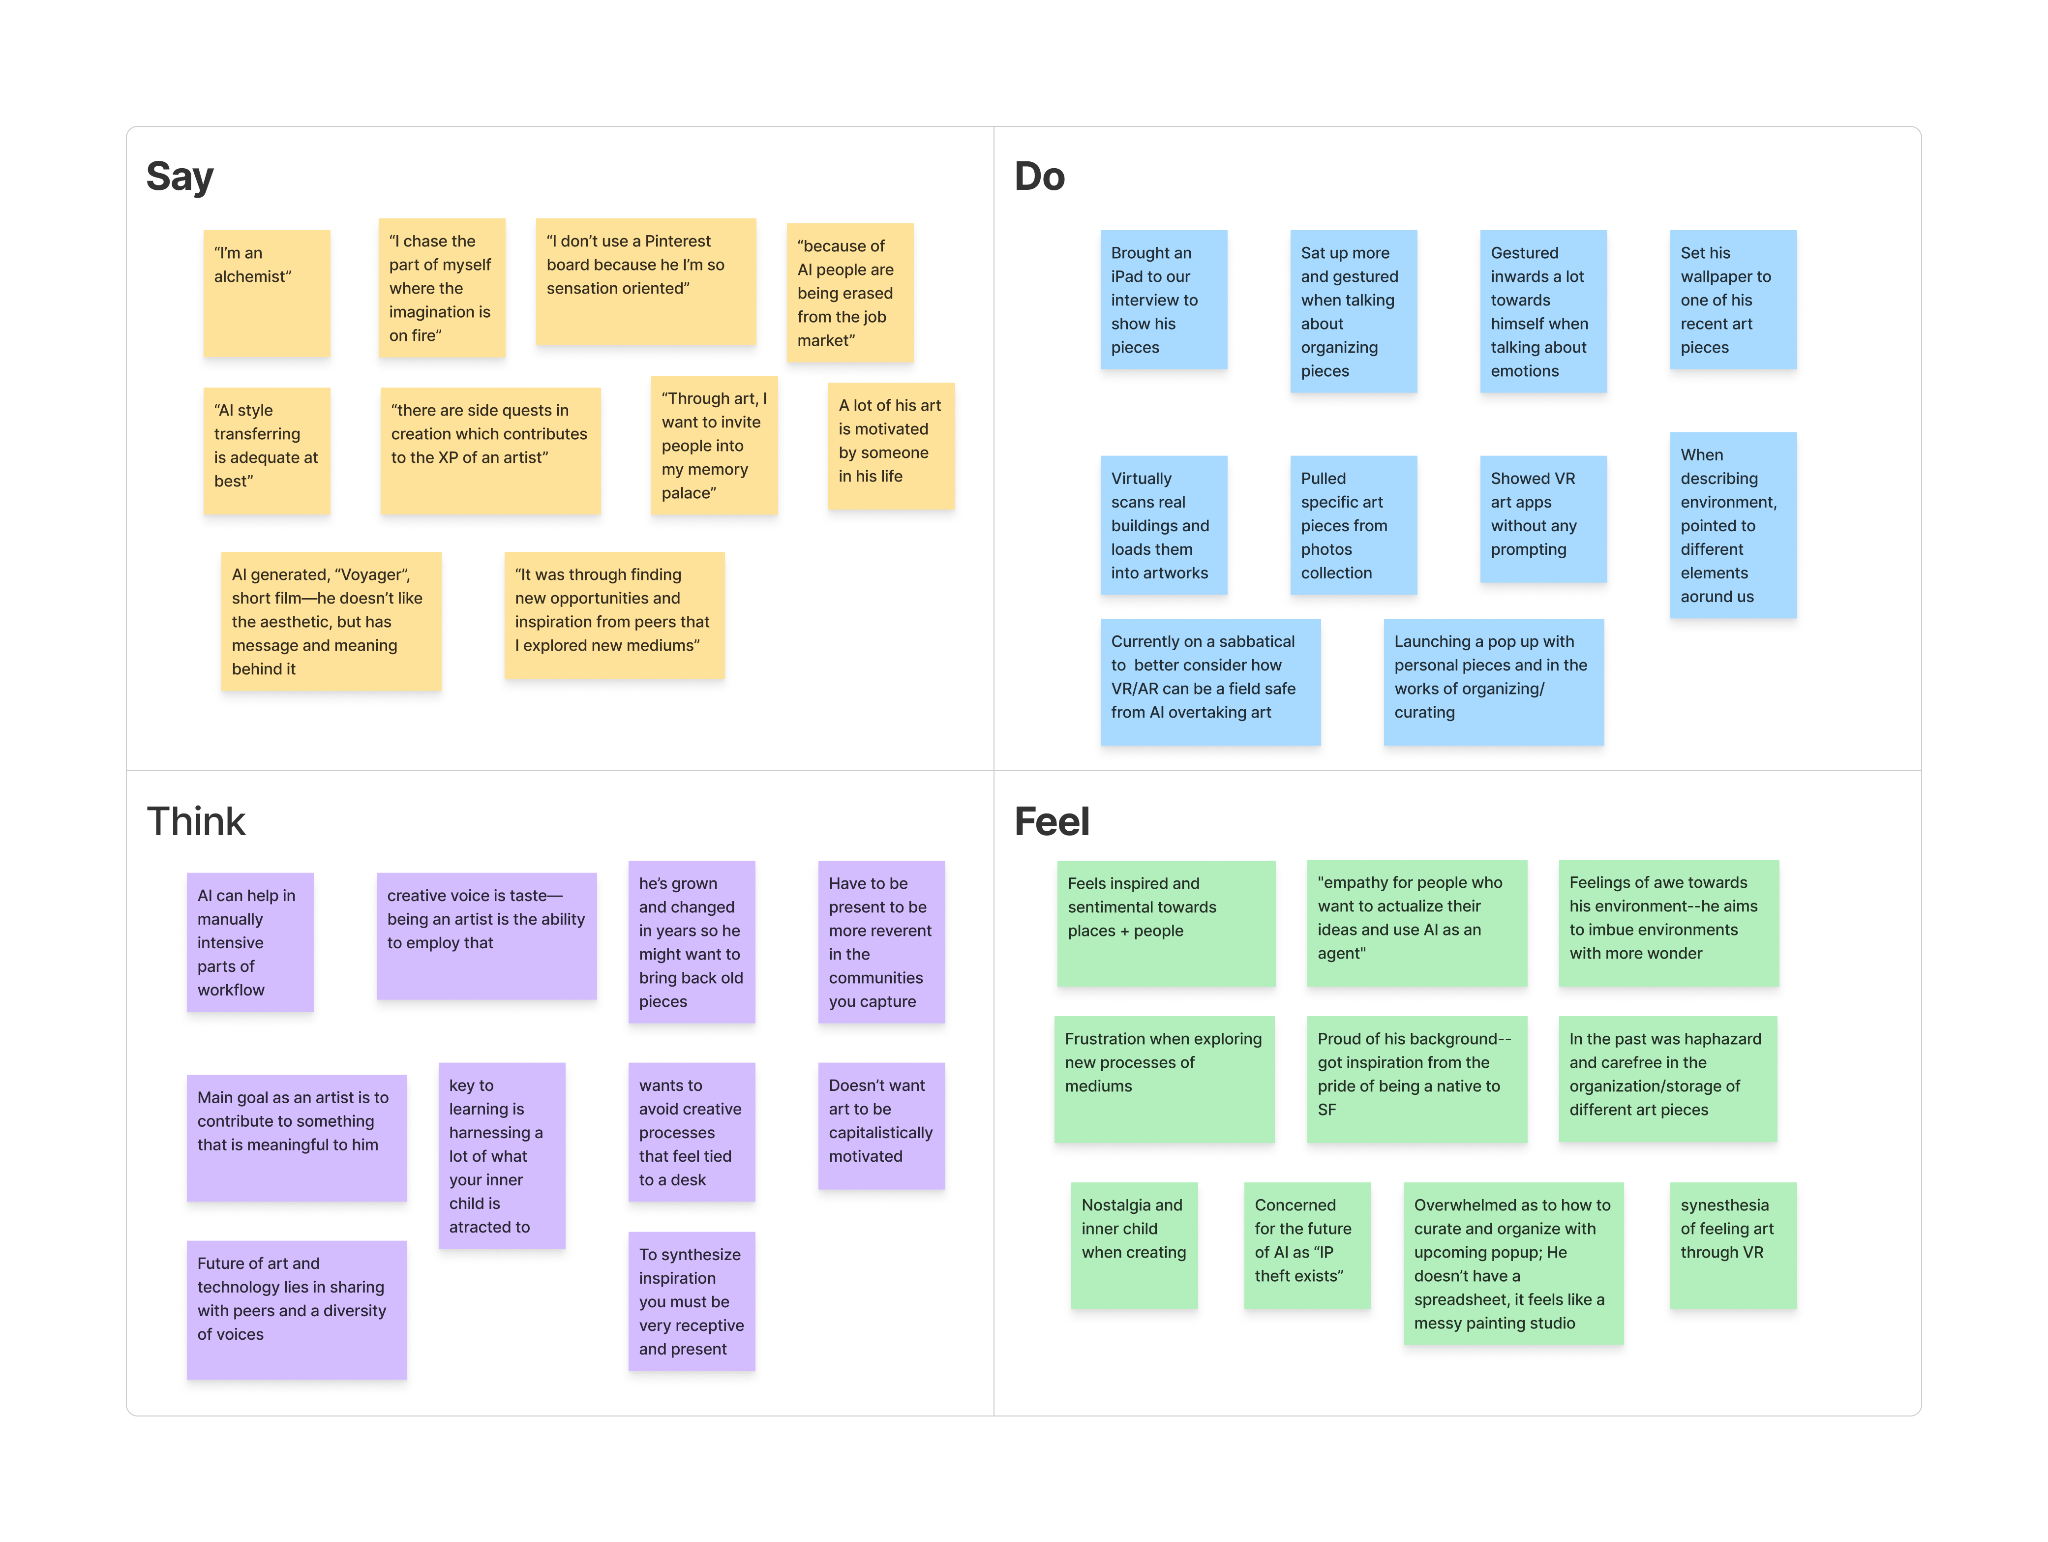 Say
“I’m an
alchemist”
“I chase the
part of myself
where the
imagination is
on fire”
“I don’t use a Pinterest
board because he I’m so
sensation oriented”
“because of
AI people are
being erased
from the job
market”
“AI style
transferring
is adequate at
best”
“there are side quests in
creation which contributes
to the XP of an artist”
“Through art, I
want to invite
people into
my memory
palace”
A lot of his art
is motivated
by someone
in his life
AI generated, “Voyager”,
short film—he doesn’t like
the aesthetic, but has
message and meaning
behind it
“It was through finding
new opportunities and
inspiration from peers that
I explored new mediums”
Do
Brought an
iPad to our
interview to
show his
pieces
Sat up more
and gestured
when talking
about
organizing
pieces
Gestured
inwards a lot
towards
himself when
talking about
emotions
Set his
wallpaper to
one of his
recent art
pieces
Virtually
scans real
buildings and
loads them
into artworks
Pulled
specific art
pieces from
photos
collection
Showed VR
art apps
without any
prompting
When
describing
environment,
pointed to
different
elements
aorund us
Currently on a sabbatical
to  better consider how
VR/AR can be a field safe
from AI overtaking art
Launching a pop up with
personal pieces and in the
works of organizing/
curating
Think
AI can help in
manually
intensive
parts of
workflow
creative voice is taste—
being an artist is the ability
to employ that
he’s grown
and changed
in years so he
might want to
bring back old
pieces
Have to be
present to be
more reverent
in the
communities
you capture
Main goal as an artist is to
contribute to something
that is meaningful to him
key to
learning is
harnessing a
lot of what
your inner
child is
atracted to
wants to
avoid creative
processes
that feel tied
to a desk
Doesn’t want
art to be
capitalistically
motivated
Future of art and
technology lies in sharing
with peers and a diversity
of voices
To synthesize
inspiration
you must be
very receptive
and present
Feel
Feels inspired and
sentimental towards
places + people
"empathy for people who
want to actualize their
ideas and use AI as an
agent"
Feelings of awe towards
his environment--he aims
to imbue environments
with more wonder
Frustration when exploring
new processes of
mediums
Proud of his background--
got inspiration from the
pride of being a native to
SF
In the past was haphazard
and carefree in the
organization/storage of
different art pieces
Nostalgia and
inner child
when creating
Concerned
for the future
of AI as “IP
theft exists”
Overwhelmed as to how to
curate and organize with
upcoming popup; He
doesn’t have a
spreadsheet, it feels like a
messy painting studio
synesthesia
of feeling art
through VR